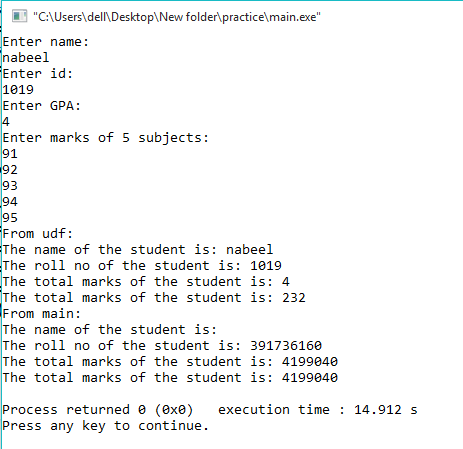 "C:\Users\dell\Desktop\New folder\practice\main.exe"
Enter name:
nabeel
Enter id:
1019
Enter GPA:
4
Enter marks of 5 subjects:
91
92
93
94
95
From udf:
The name of the student is: nabeel
The roll no of the student is: 1019
The total marks of the student is: 4
The total marks of the student is: 232
From main:
The name of the student is:
The roll no of the student is: 391736160
The total marks of the student is: 4199040
The total marks of the student is: 4199040
Process returned 0 (0x0)   execution time : 14.912 s
Press any key to continue.